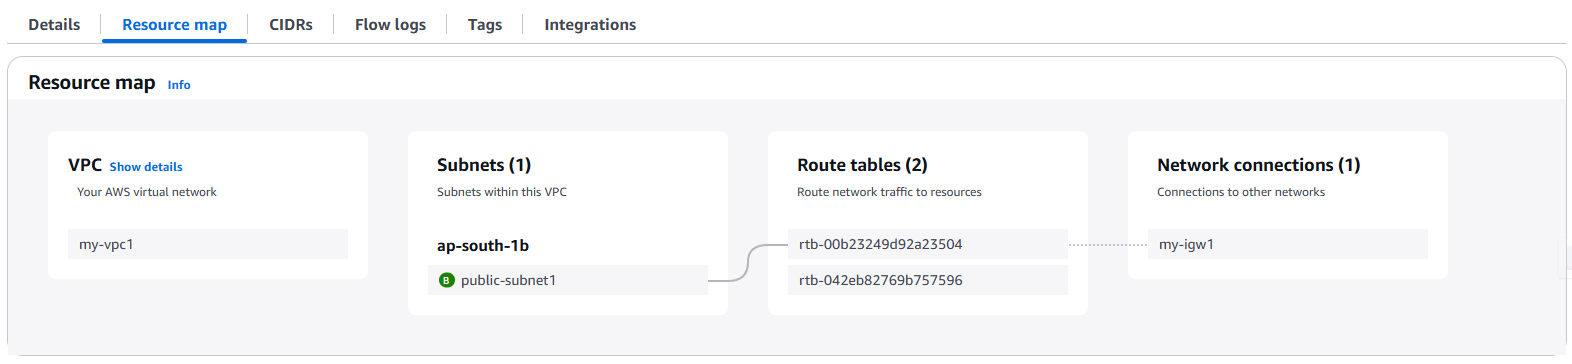 Details
Resource map
CIDRs
Flow logs
Tags
Integrations
Resource map Info
VPC Show details
Your AWS virtual network
my-vpc1
Subnets (1)
Subnets within this VPC
ap-south-1b
B public-subnet1
Route tables (2)
Route network traffic to resources
rtb-00b23249d92a23504
rtb-042eb82769b757596
Network connections (1)
Connections to other networks
my-igw1